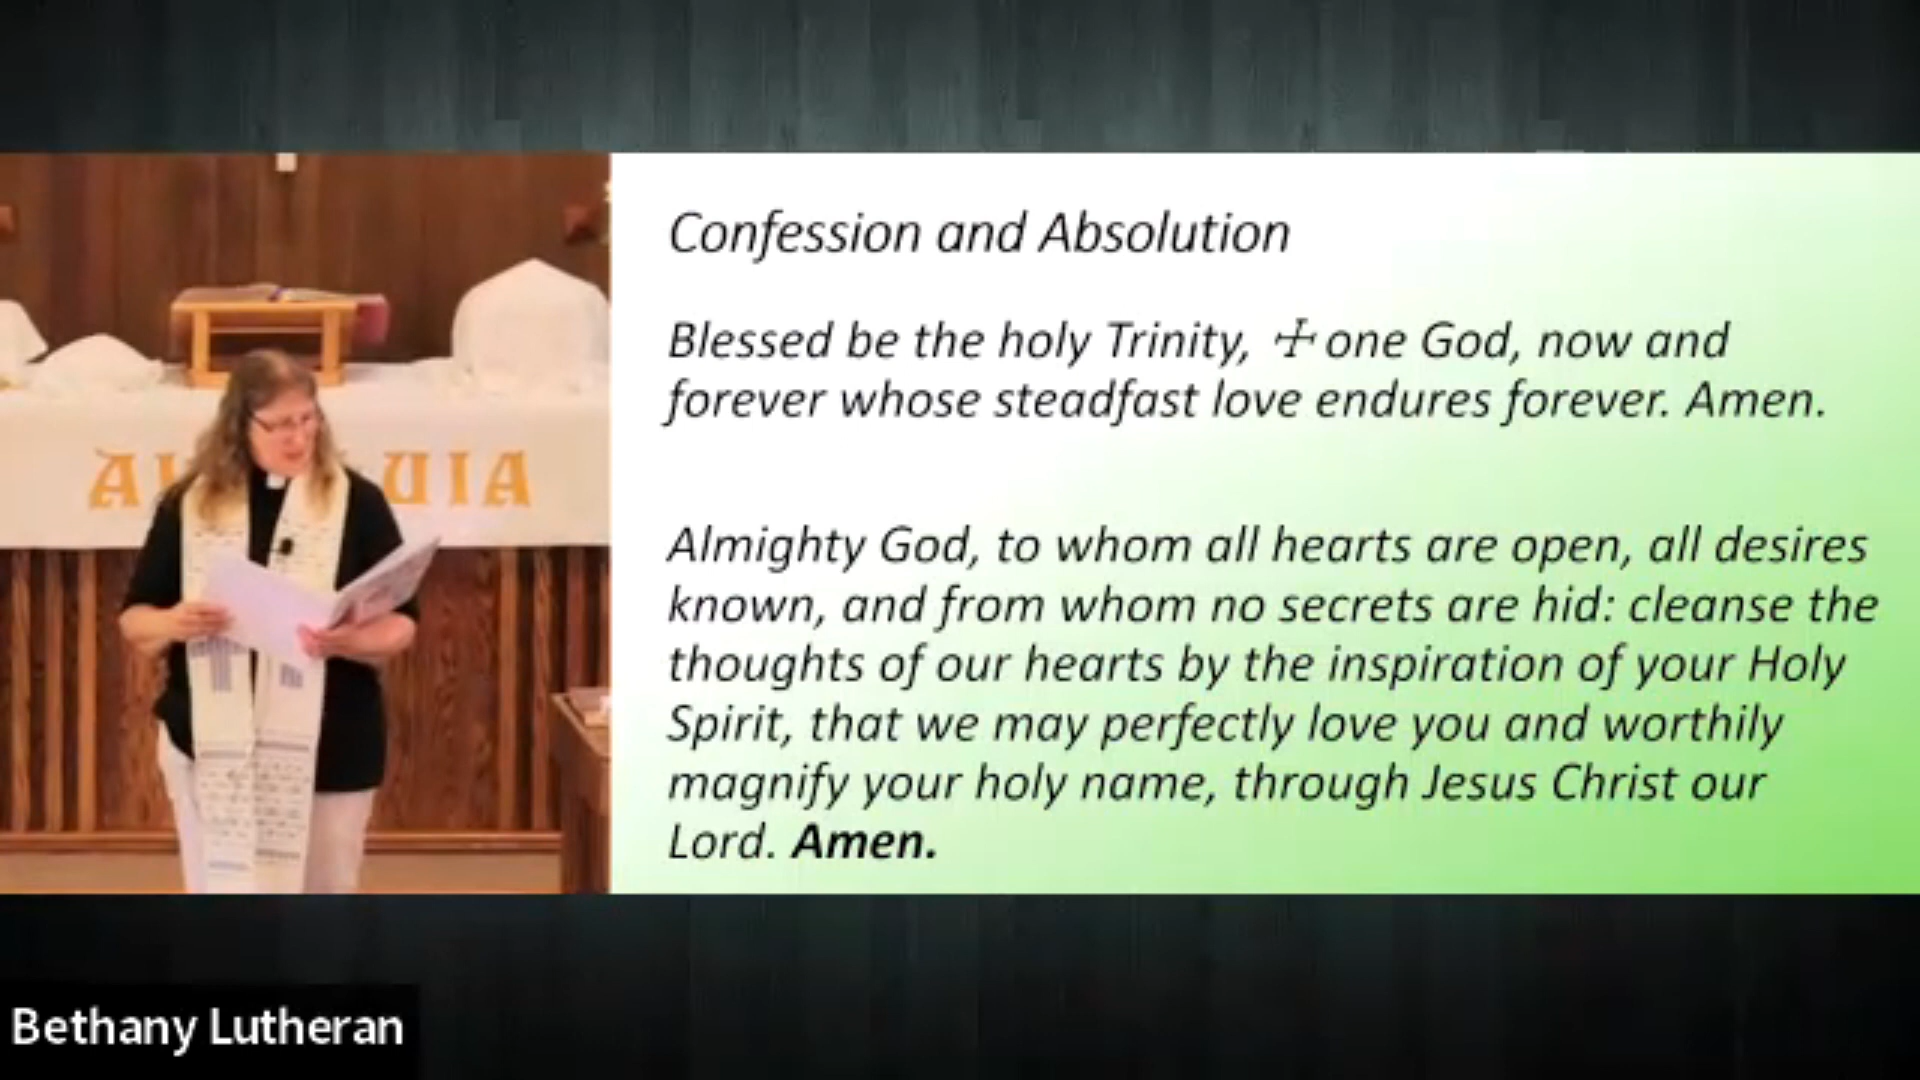 Confession and Absolution
Blessed be the holy Trinity, ☩ one God, now and
forever whose steadfast love endures forever. Amen.
Almighty God, to whom all hearts are open, all desires
known, and from whom no secrets are hid: cleanse the
thoughts of our hearts by the inspiration of your Holy
Spirit, that we may perfectly love you and worthily
magnify your holy name, through Jesus Christ our
Lord. Amen.
UIA
Bethany Lutheran